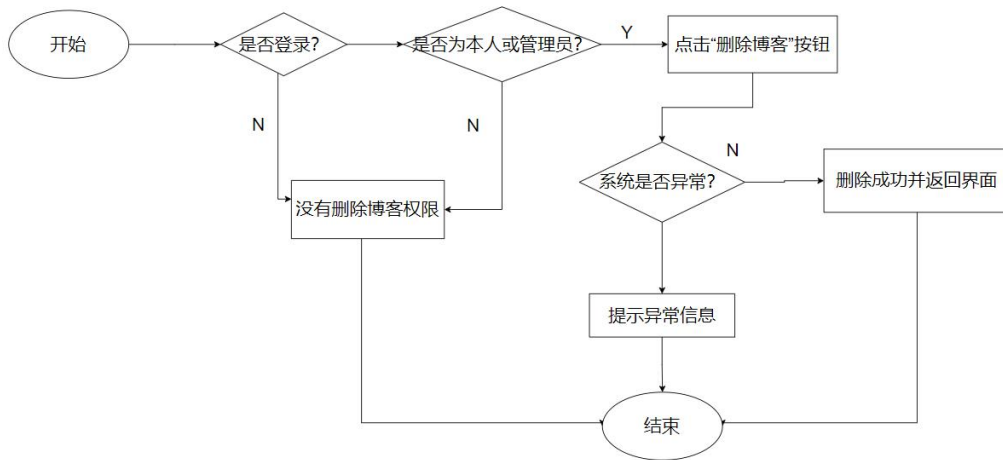 开始
是否登录?
是否为本人或管理员?
Y
点击“删除博客”按钮
N
N
N
系统是否异常?
删除成功并返回界面
没有删除博客权限
提示异常信息
结束